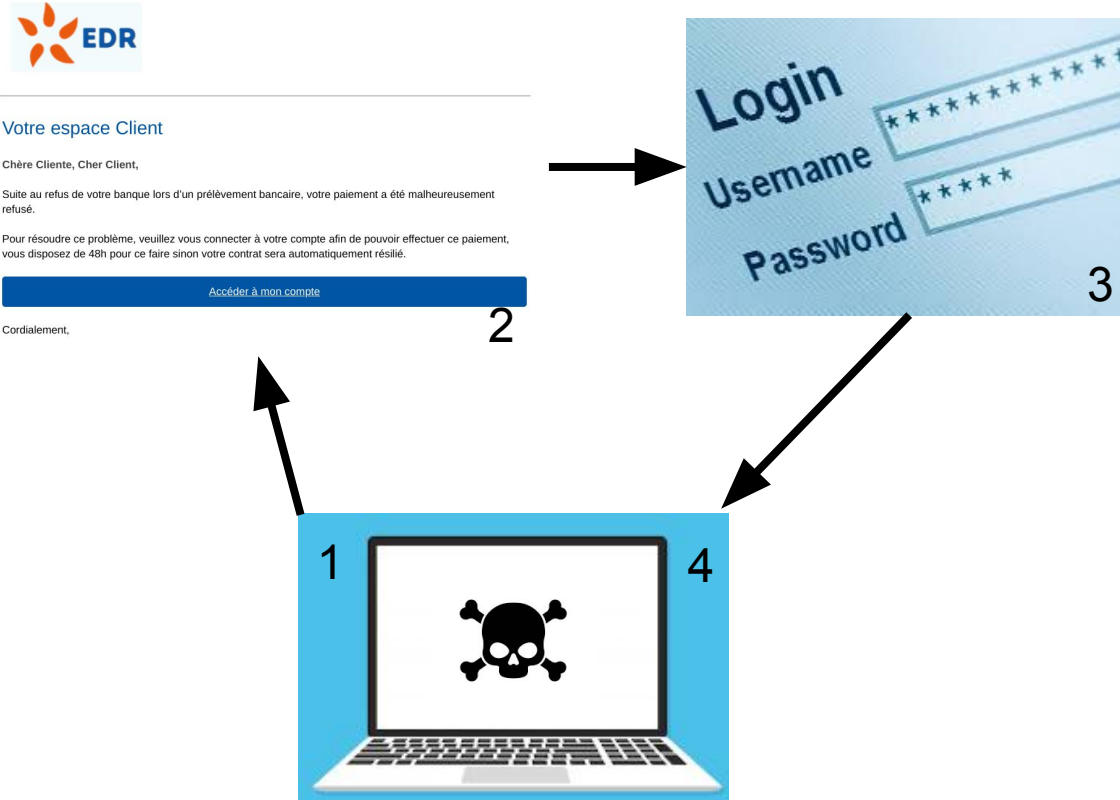 EDR
Votre espace Client
Chère Cliente, Cher Client,
Suite au refus de votre banque lors d'un prélèvement bancaire, votre paiement a été malheureusement
refusé.
Pour résoudre ce problème, veuillez vous connecter à votre compte afin de pouvoir effectuer ce paiement,
vous disposez de 48h pour ce faire sinon votre contrat sera automatiquement résilié.
Accéder à mon compte
2
Cordialement,
Login
Username ************
Password *****
3
1
4